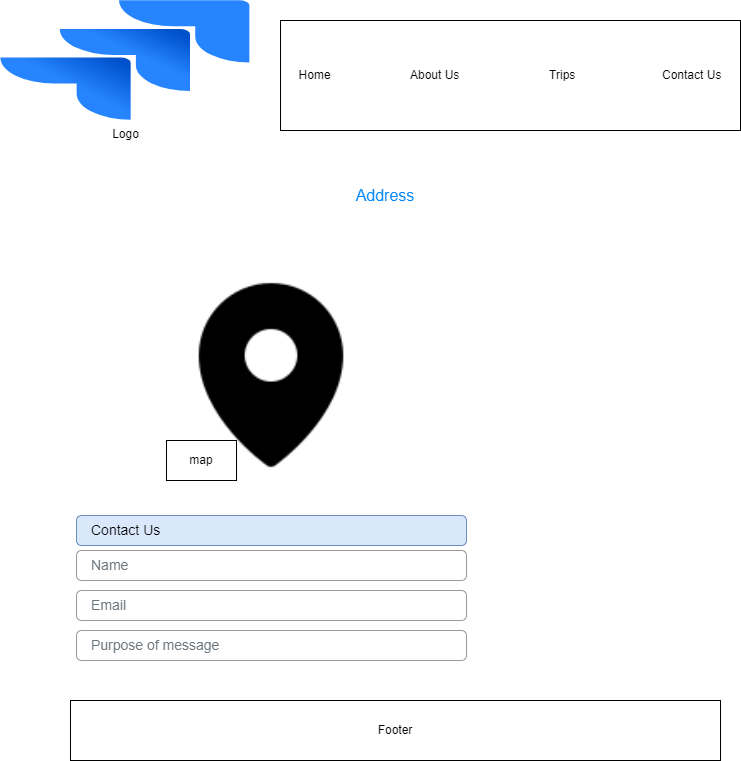 Home About Us Trips Contact Us
Logo
Address
map
Contact Us
Name
Email
Purpose of message
Footer